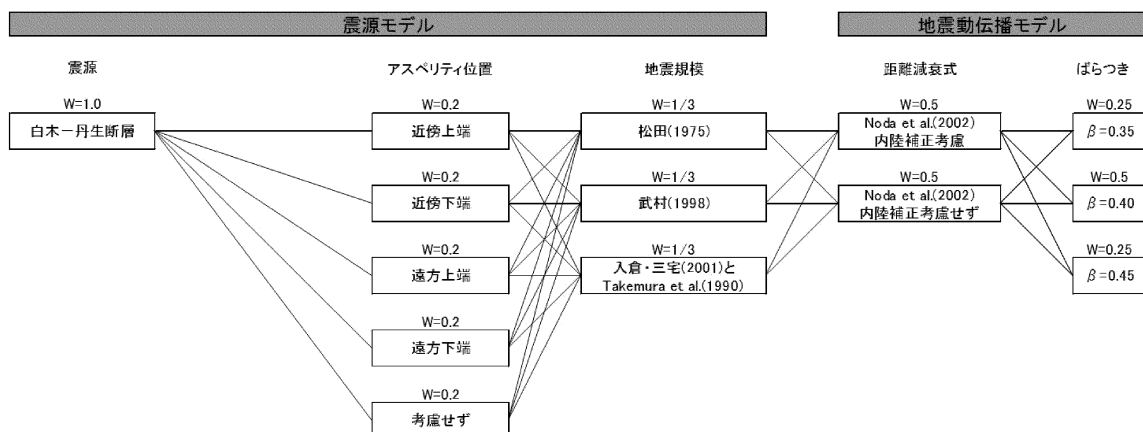 震源モデル
地震動伝播モデル
震源
アスペリティ位置
地震規模
距離減衰式
ばらつき
W=1.0
白木－丹生断層
W=0.2
近傍上端
W=0.2
近傍下端
W=0.2
遠方上端
W=0.2
遠方下端
W=0.2
考慮せず
W=1/3
松田(1975)
W=1/3
武村(1998)
W=1/3
入倉・三宅(2001)と
Takemura et al.(1990)
W=0.5
Noda et al.(2002)
内陸補正考慮
W=0.5
Noda et al.(2002)
内陸補正考慮せず
W=0.25
β=0.35
W=0.5
β=0.40
W=0.25
β=0.45